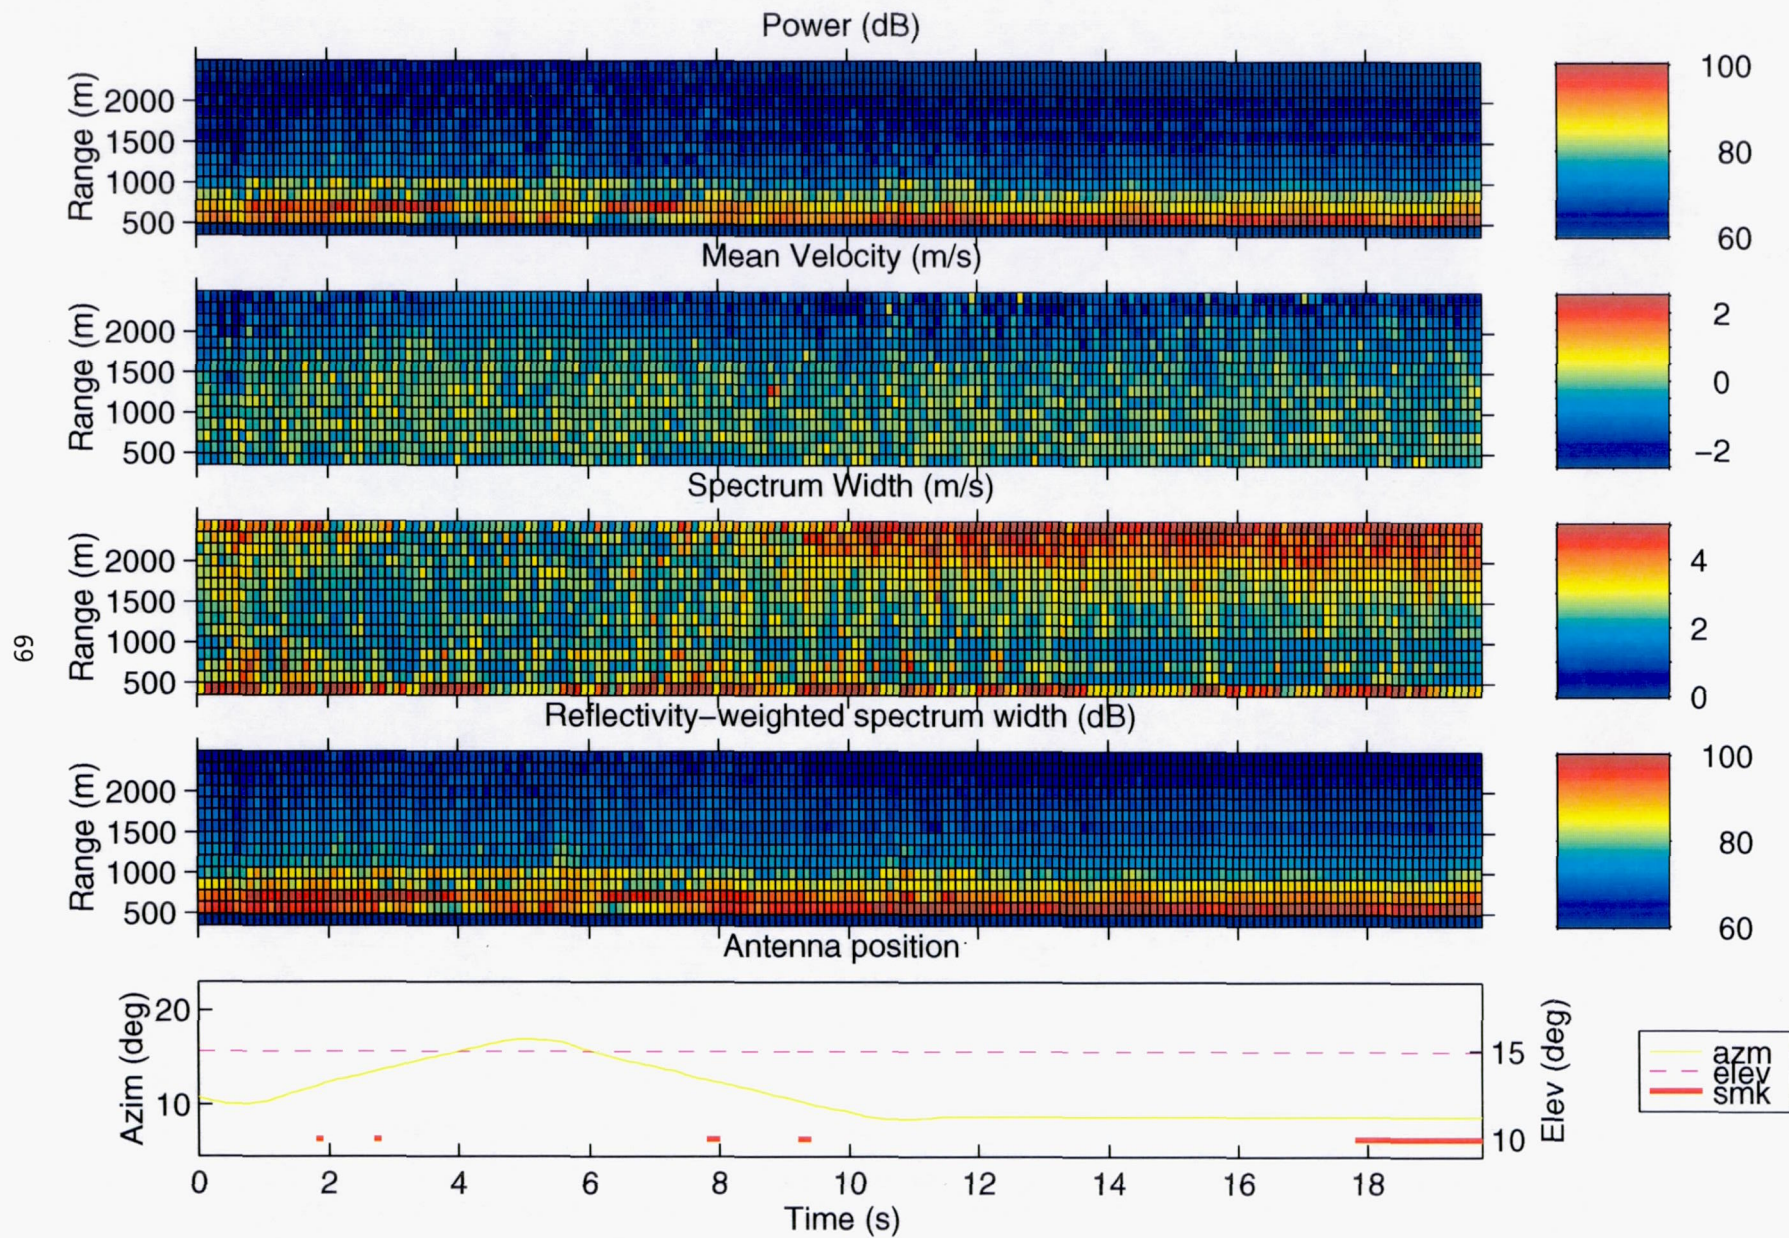 Power (dB)
Range (m)
2000
1500
1000
500
100
80
60
Mean Velocity (m/s)
Range (m)
2000
1500
1000
500
2
0
−2
Spectrum Width (m/s)
Range (m)
2000
1500
1000
500
4
2
0
69
Reflectivity−weighted spectrum width (dB)
Range (m)
2000
1500
1000
500
100
80
60
Antenna position
Azim (deg)
20
10
15
10
Elev (deg)
azm
elev
smk
0 2 4 6 8 10 12 14 16 18
Time (s)